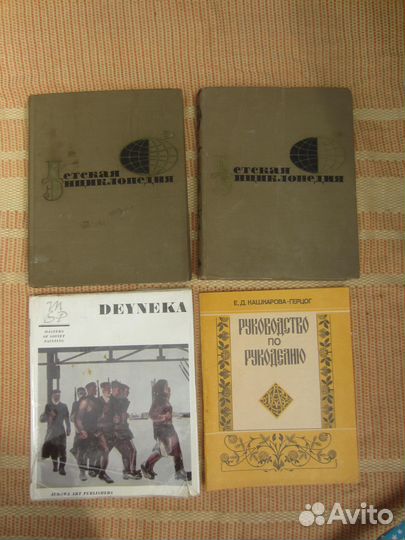 Детская
Энциклопедия
Детская
Энциклопедия
DEYNEKA
MASTERS
OF SOVIET
PAINTING
AURORA ART PUBLISHERS
Е. Д. КАШКАРОВА-ГЕРЦОГ
РУКОВОДСТВО
ПО
РУКОДЕЛИЮ
Avito